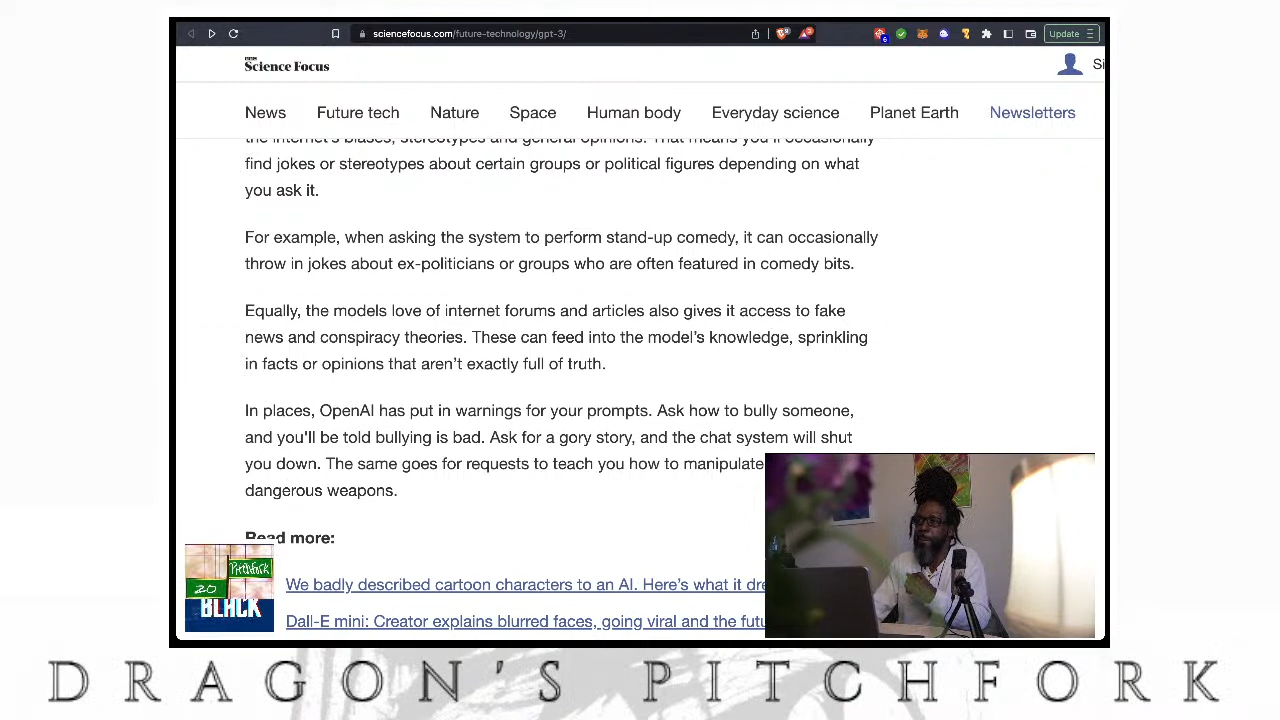 sciencefocus.com/future-technology/gpt-3/
6
Update
BBC
Science Focus
Si
News Future tech Nature Space Human body Everyday science Planet Earth Newsletters
the internet's biases, stereotypes and general opinions. That means you'll occasionally
find jokes or stereotypes about certain groups or political figures depending on what
you ask it.
For example, when asking the system to perform stand-up comedy, it can occasionally
throw in jokes about ex-politicians or groups who are often featured in comedy bits.
Equally, the models love of internet forums and articles also gives it access to fake
news and conspiracy theories. These can feed into the model's knowledge, sprinkling
in facts or opinions that aren't exactly full of truth.
In places, OpenAI has put in warnings for your prompts. Ask how to bully someone,
and you'll be told bullying is bad. Ask for a gory story, and the chat system will shut
you down. The same goes for requests to teach you how to manipulate
dangerous weapons.
Read more:
We badly described cartoon characters to an AI. Here's what it dre
Dall-E mini: Creator explains blurred faces, going viral and the futu
Pitchfork
20
BLACK
DRAGON'S PITCHFORK